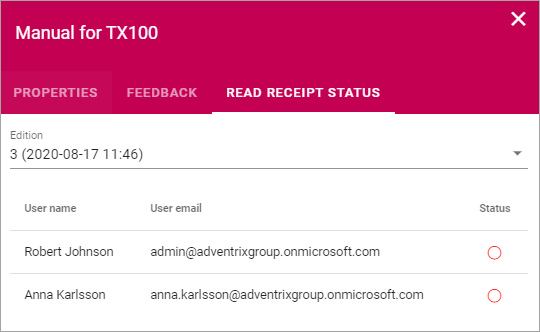 Manual for TX100
PROPERTIES FEEDBACK READ RECEIPT STATUS
Edition
3 (2020-08-17 11:46)
User name User email Status
Robert Johnson admin@adventrixgroup.onmicrosoft.com
Anna Karlsson anna.karlsson@adventrixgroup.onmicrosoft.com